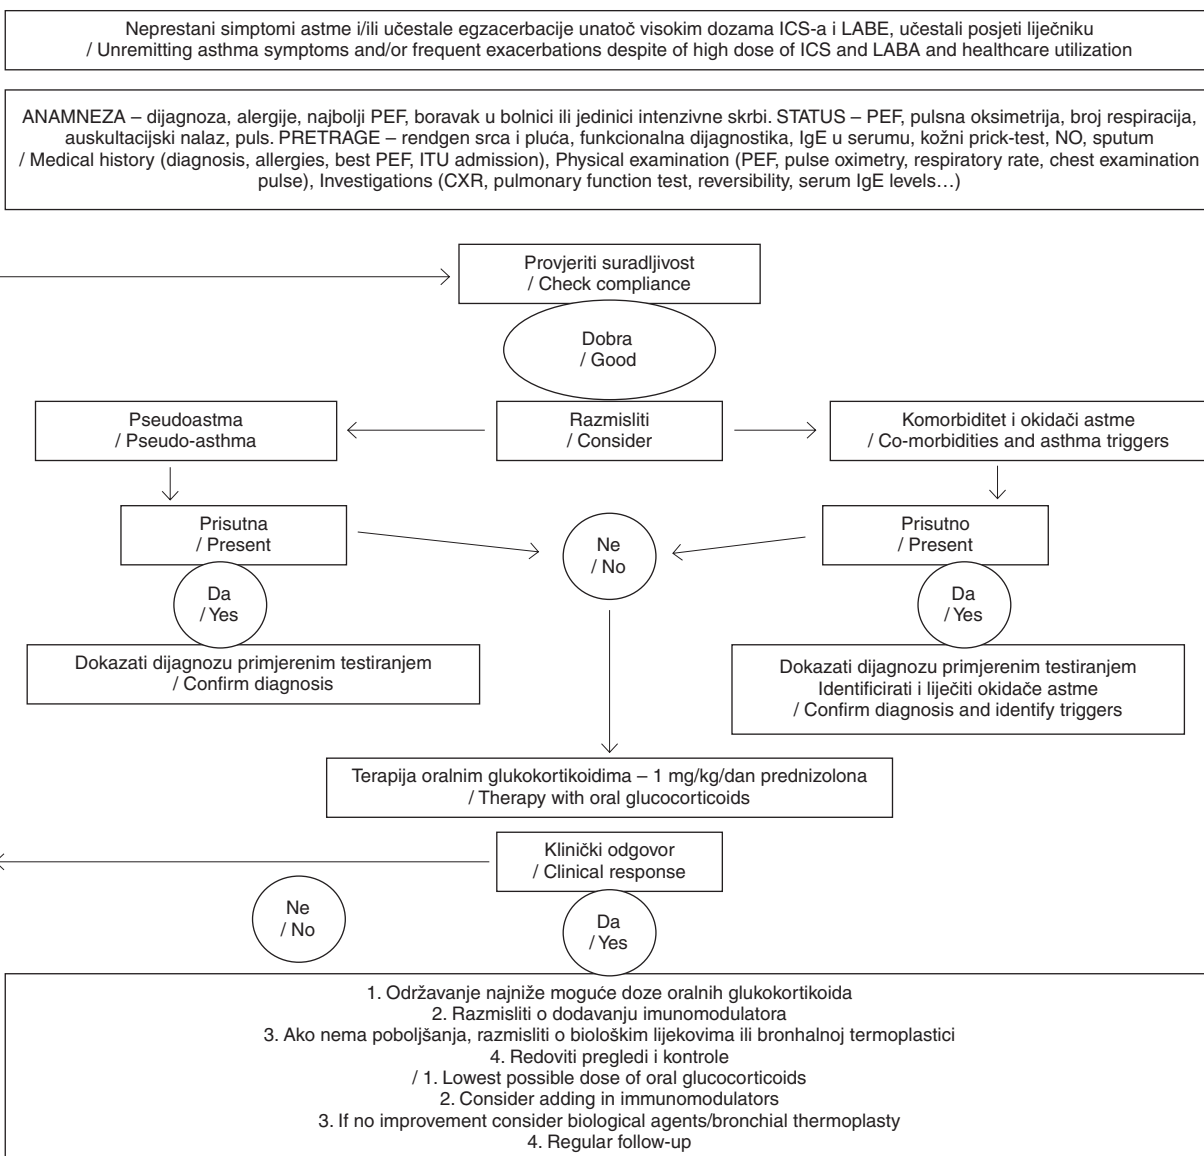 Neprestani simptomi astme i/ili učestale egzacerbacije unatoč visokim dozama ICS-a i LABE, učestali posjeti liječniku
/ Unremitting asthma symptoms and/or frequent exacerbations despite of high dose of ICS and LABA and healthcare utilization
ANAMNEZA – dijagnoza, alergije, najbolji PEF, boravak u bolnici ili jedinici intenzivne skrbi. STATUS – PEF, pulsna oksimetrija, broj respiracija,
auskultacijski nalaz, puls. PRETRAGE – rendgen srca i pluća, funkcionalna dijagnostika, IgE u serumu, kožni prick-test, NO, sputum
/ Medical history (diagnosis, allergies, best PEF, ITU admission), Physical examination (PEF, pulse oximetry, respiratory rate, chest examination
pulse), Investigations (CXR, pulmonary function test, reversibility, serum IgE levels…)
Provjeriti suradljivost
/ Check compliance
Dobra
/ Good
Pseudoastma
/ Pseudo-asthma
Razmisliti
/ Consider
Komorbiditet i okidači astme
/ Co-morbidities and asthma triggers
Prisutna
/ Present
Ne
/ No
Prisutno
/ Present
Da
/ Yes
Da
/ Yes
Dokazati dijagnozu primjerenim testiranjem
/ Confirm diagnosis
Dokazati dijagnozu primjerenim testiranjem
Identificirati i liječiti okidače astme
/ Confirm diagnosis and identify triggers
Terapija oralnim glukokortikoidima – 1 mg/kg/dan prednizolona
/ Therapy with oral glucocorticoids
Klinički odgovor
/ Clinical response
Ne
/ No
Da
/ Yes
1. Održavanje najniže moguće doze oralnih glukokortikoida
2. Razmisliti o dodavanju imunomodulatora
3. Ako nema poboljšanja, razmisliti o biološkim lijekovima ili bronhalnoj termoplastici
4. Redoviti pregledi i kontrole
/ 1. Lowest possible dose of oral glucocorticoids
2. Consider adding in immunomodulators
3. If no improvement consider biological agents/bronchial thermoplasty
4. Regular follow-up